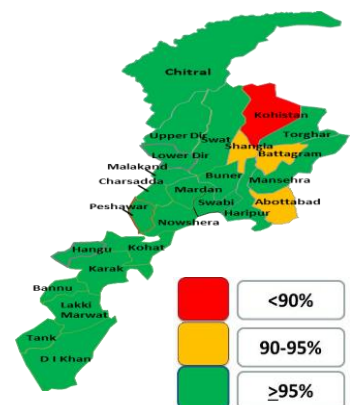 Chitral
Kohistan
Upper Dir
Swat
Torghar
Shangla
Lower Dir
Battagram
Malakand
Buner
Mansehra
Charsadda
Mardan
Peshawar
Swabi
Abottabad
Haripur
Nowshera
Hangu
Kohat
Karak
Bannu
Lakki
Marwat
Tank
D I Khan
<90%
90-95%
≥95%